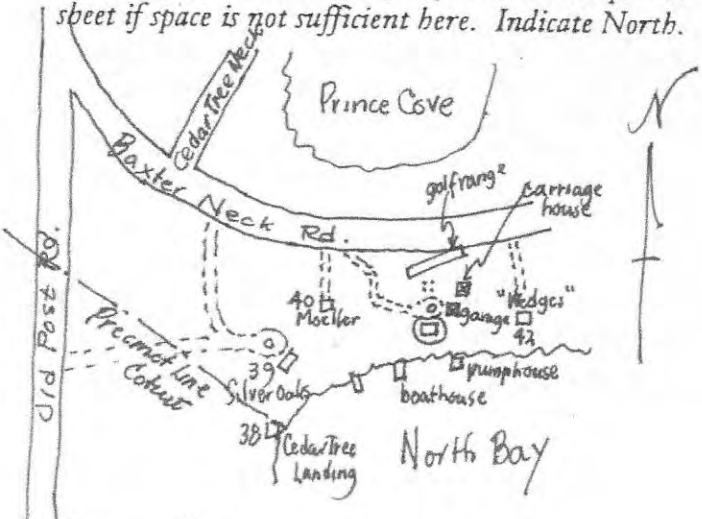 sheet if space is not sufficient here. Indicate North.
Cedar Tree Neck
Prince Cove
N
Baxter Neck Rd.
golf range
carriage
house
Old Post Rd.
40
Moeller
garage
"Hedges"
42
Precinct Line
Cotuit
39
Silver Oaks
boathouse
pumphouse
38
Cedar Tree
Landing
North Bay